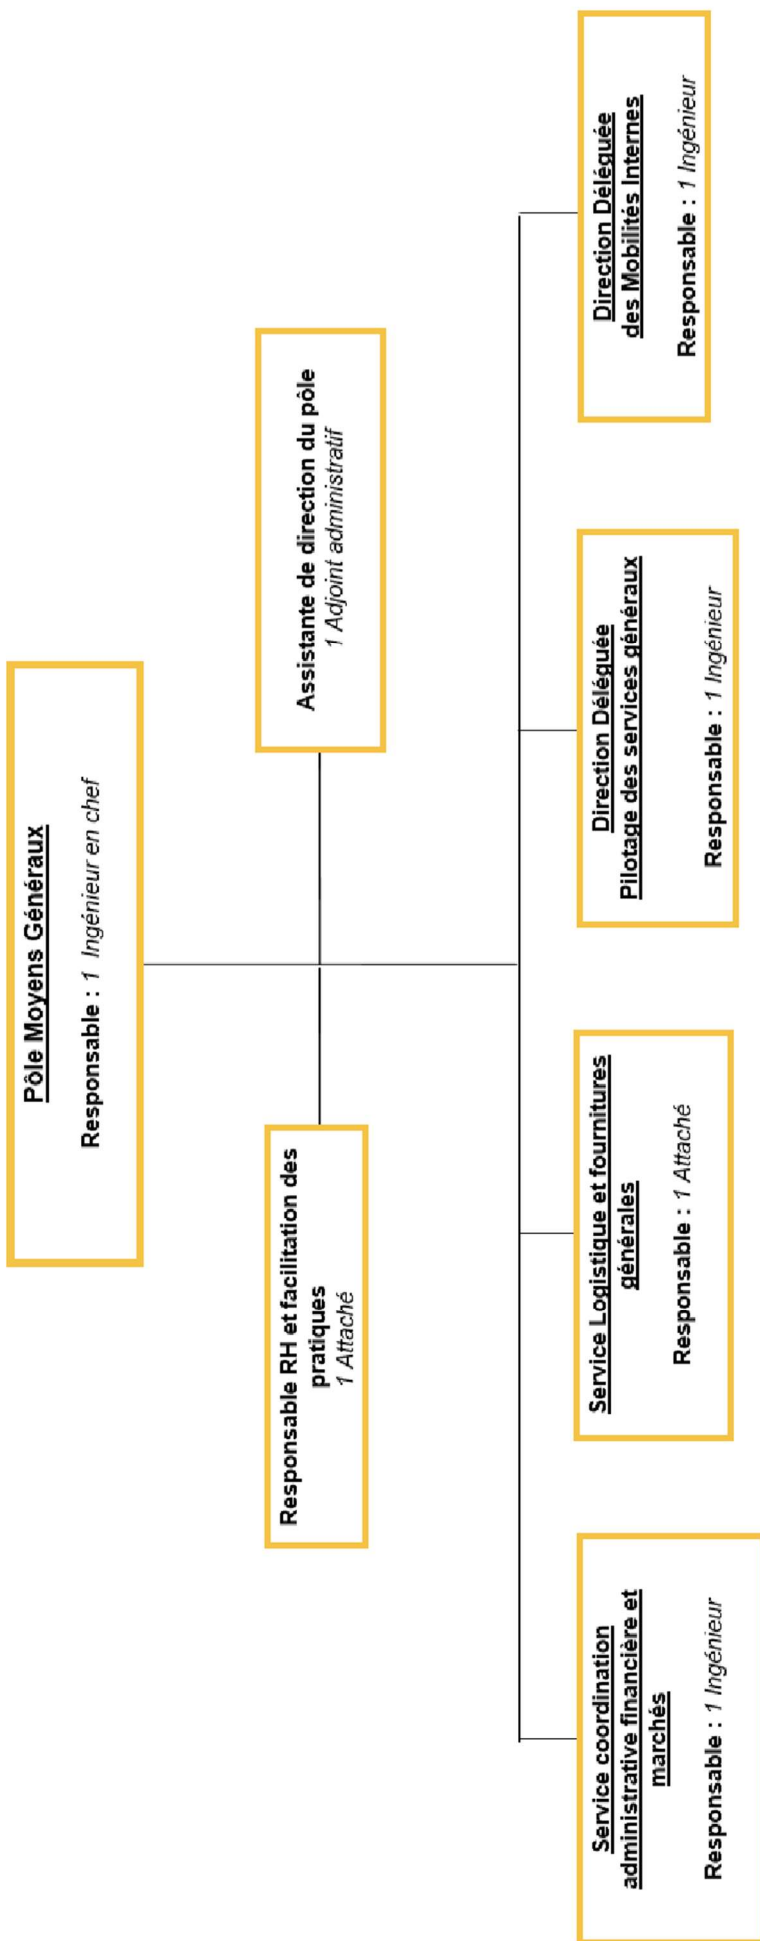 Pôle Moyens Généraux
Responsable : 1 Ingénieur en chef
Responsable RH et facilitation des
pratiques
1 Attaché
Assistante de direction du pôle
1 Adjoint administratif
Service coordination
administrative financière et
marchés
Responsable : 1 Ingénieur
Service Logistique et fournitures
générales
Responsable : 1 Attaché
Direction Déléguée
Pilotage des services généraux
Responsable : 1 Ingénieur
Direction Déléguée
des Mobilités Internes
Responsable : 1 Ingénieur